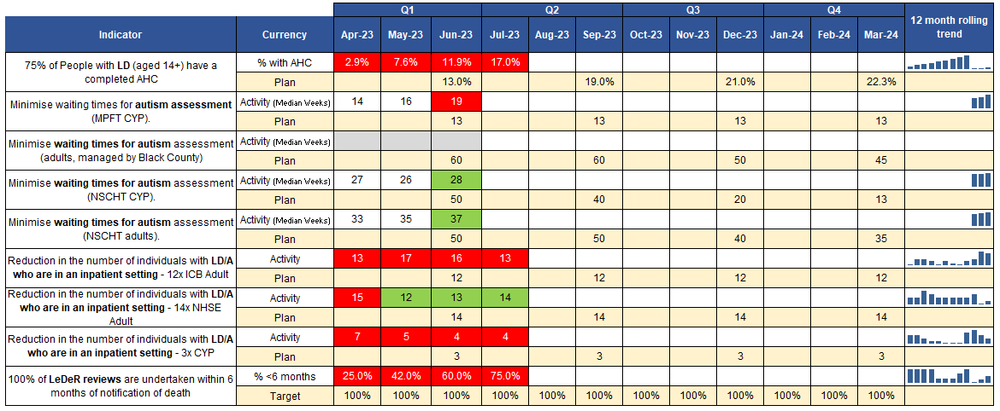 Q1 Q2 Q3 Q4 12 month rolling
Indicator Currency Apr-23 May-23 Jun-23 Jul-23 Aug-23 Sep-23 Oct-23 Nov-23 Dec-23 Jan-24 Feb-24 Mar-24 trend
75% of People with LD (aged 14+) have a % with AHC 2.9% 7.6% 11.9% 17.0%
completed AHC Plan 13.0% 19.0% 21.0% 22.3%
Minimise waiting times for autism assessment Activity (Median Weeks) 14 16 19
(MPFT CYP). Plan 13 13 13 13
Minimise waiting times for autism assessment Activity (Median Weeks)
(adults, managed by Black County) Plan 60 60 50 45
Minimise waiting times for autism assessment Activity (Median Weeks) 27 26 28
(NSCHT CYP). Plan 50 40 20 13
Minimise waiting times for autism assessment Activity (Median Weeks) 33 35 37
(NSCHT adults). Plan 50 50 40 35
Reduction in the number of individuals with LD/A Activity 13 17 16 13
who are in an inpatient setting - 12x ICB Adult Plan 12 12 12 12
Reduction in the number of individuals with LD/A Activity 15 12 13 14
who are in an inpatient setting - 14x NHSE
Adult Plan 14 14 14 14
Reduction in the number of individuals with LD/A Activity 7 5 4 4
who are in an inpatient setting - 3x CYP Plan 3 3 3 3
100% of LeDeR reviews are undertaken within 6 % <6 months 25.0% 42.0% 60.0% 75.0%
months of notification of death Target 100% 100% 100% 100% 100% 100% 100% 100% 100% 100% 100% 100%